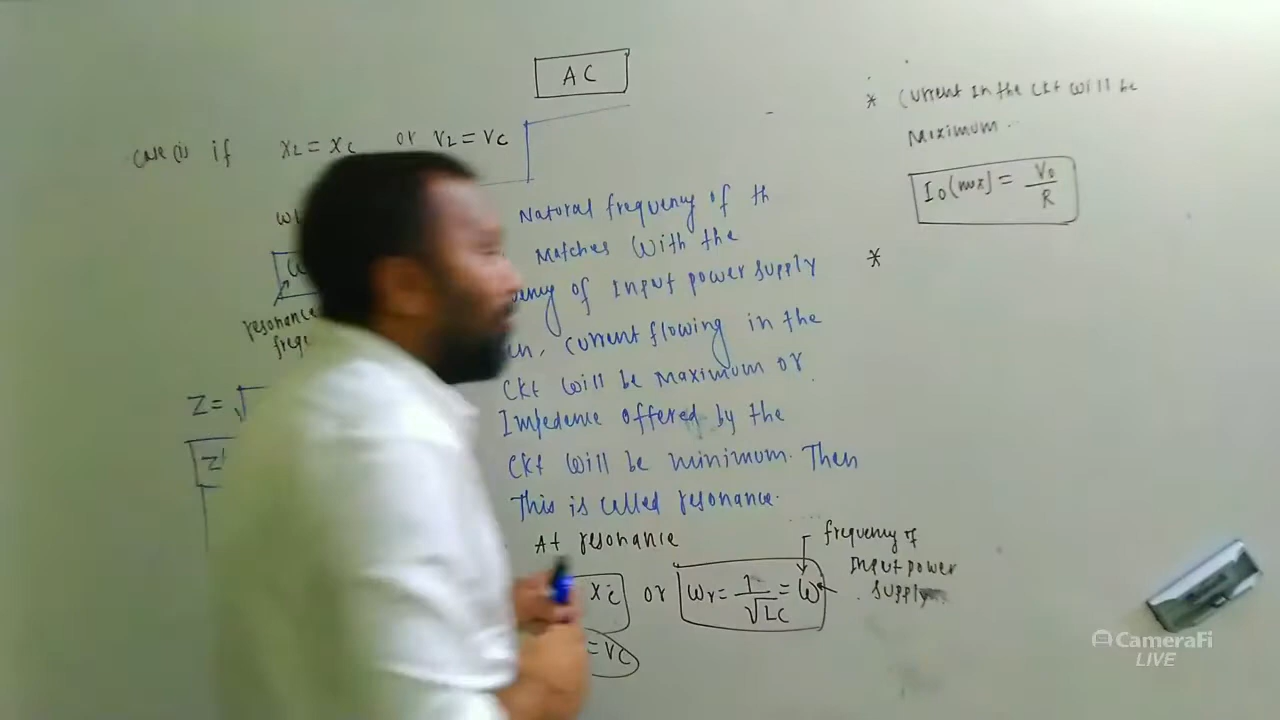 AC
if XL = XC or VL = VC
resonance
Z = √
Natural frequency of th
Matches With the
of Input power supply
Current flowing in the
Ckt will be Maximum or
Impedence offered by the
Ckt will be minimum. Then
This is called resonance.
At resonance
XC or ωr = 1/√LC = ω
= VC
frequency of
Input power
supply
* Current In the Ckt will be
Maximum.
I0(max) = V0/R
*
CameraFi
LIVE